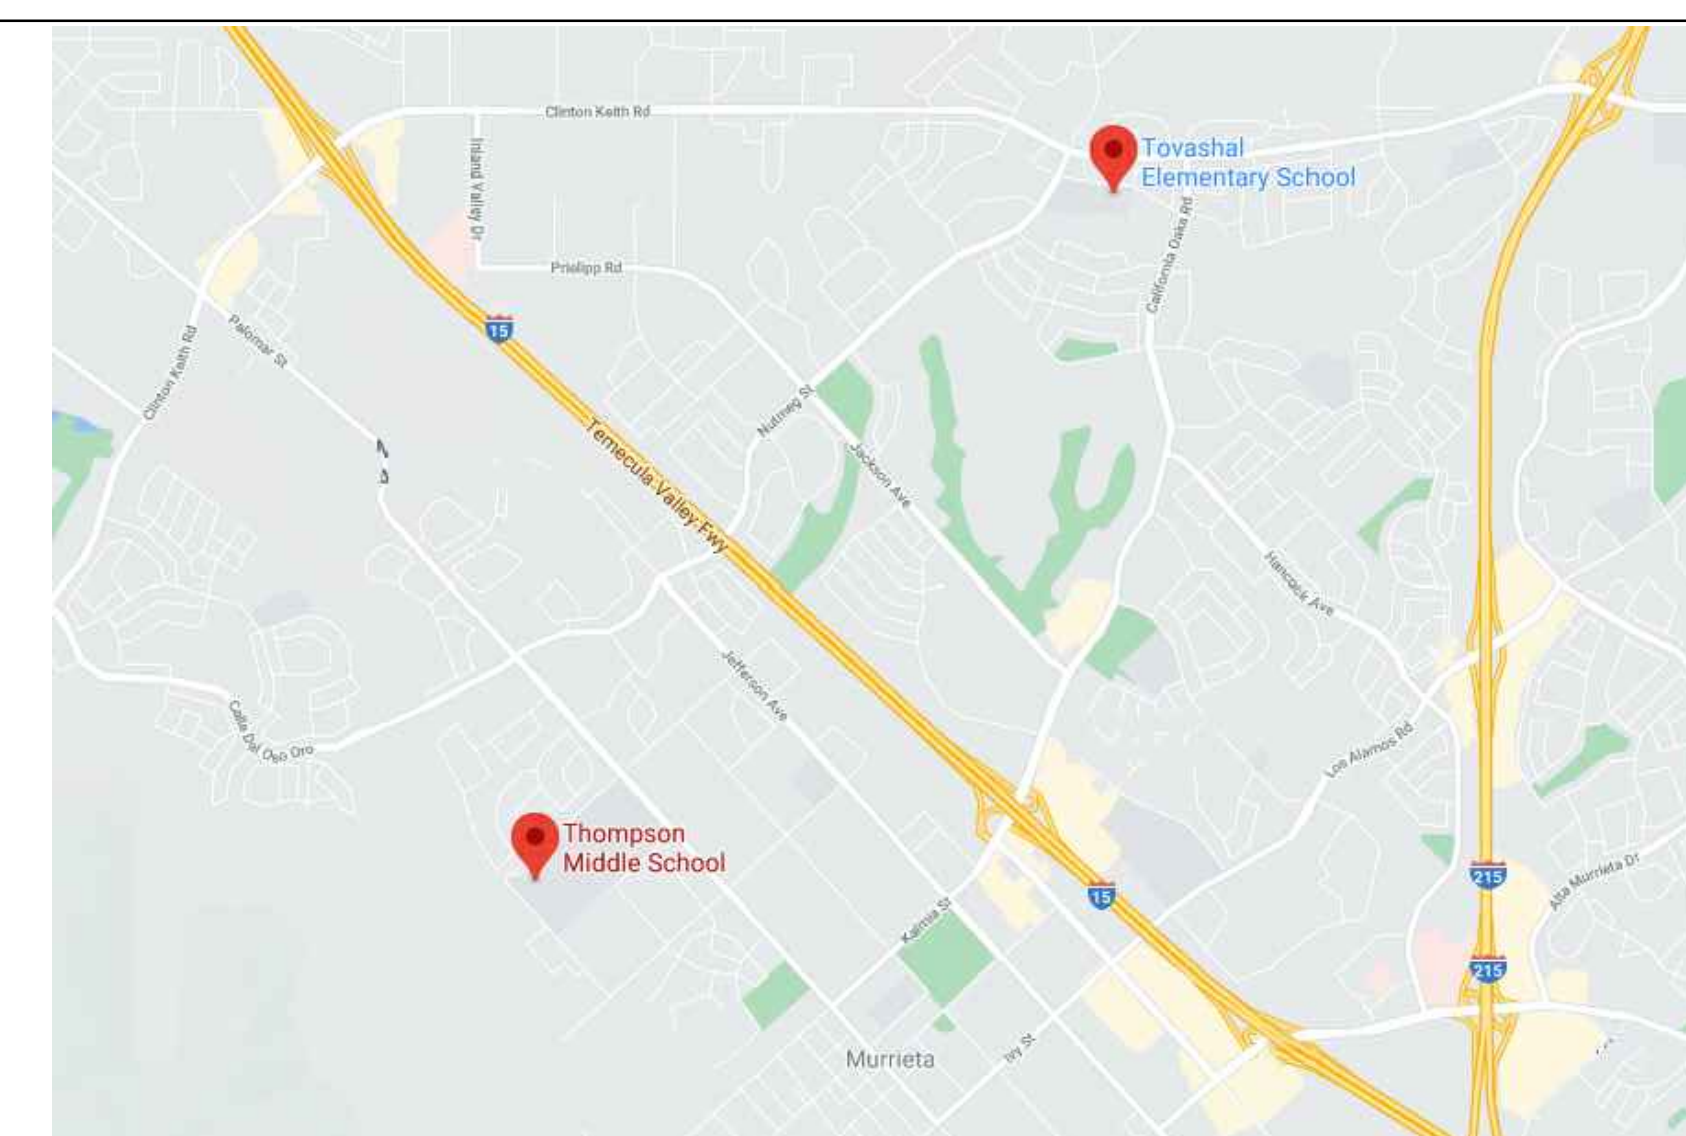 Clinton Keith Rd
Tovashal
Elementary School
Inland Valley Dr
California Oaks Rd
Prielipp Rd
15
Palomar St
Clinton Keith Rd
Nutmeg St
Temecula Valley Fwy
Jackson Ave
Hancock Ave
Jefferson Ave
Calle Del Oso Oro
Los Alamos Rd
Thompson
Middle School
215
15
Alta Murrieta Dr
Kalmia St
215
Ivy St
Murrieta